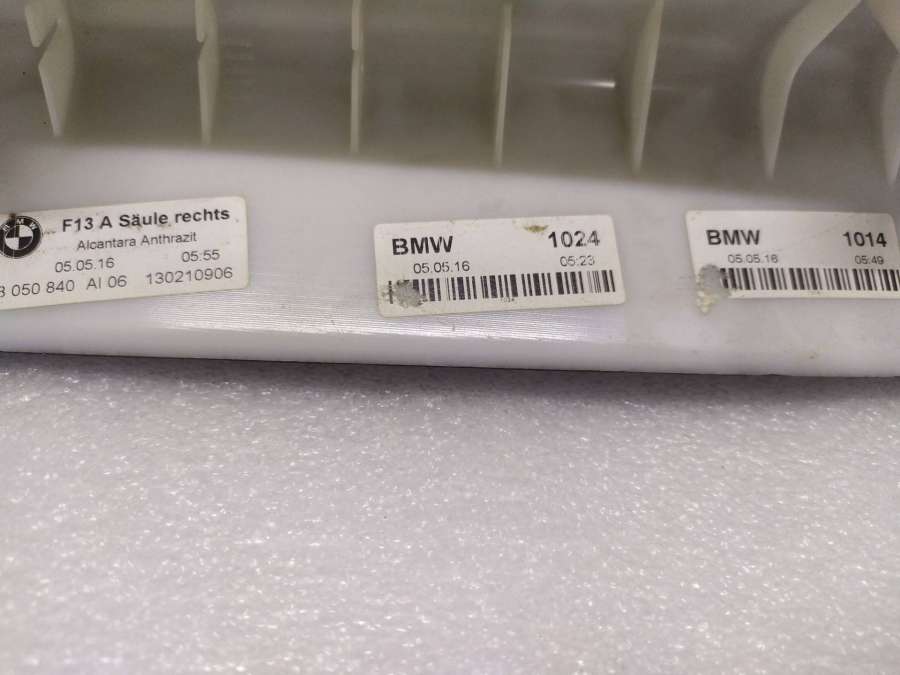 BMW
F13 A Säule rechts
Alcantara Anthrazit
05.05.16 05:55
050 840 AI 06 130210906
BMW 1024
05.05.16 05:23
BMW 1014
05.05.16 05:49